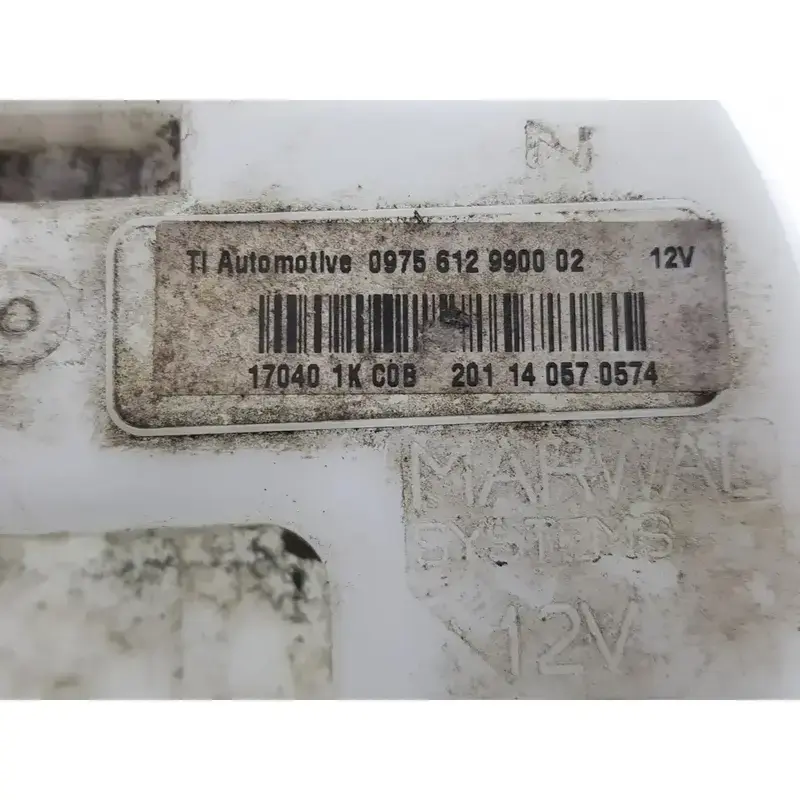 N
TI Automotive 0975 612 9900 02 12V
17040 1K C0B 201 14 057 0574
MARWAL
SYSTEMS
12V